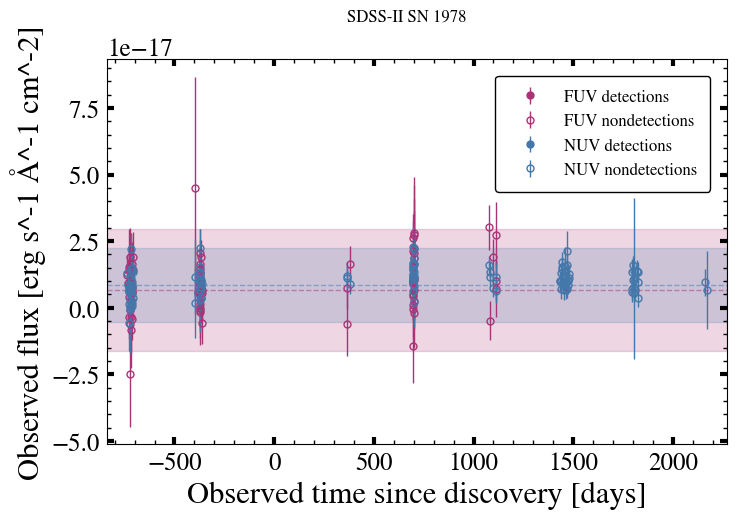 SDSS-II SN 1978
1e−17
Observed flux [erg s^-1 Å^-1 cm^-2]
7.5
5.0
2.5
0.0
−2.5
−5.0
FUV detections
FUV nondetections
NUV detections
NUV nondetections
−500
0
500
1000
1500
2000
Observed time since discovery [days]